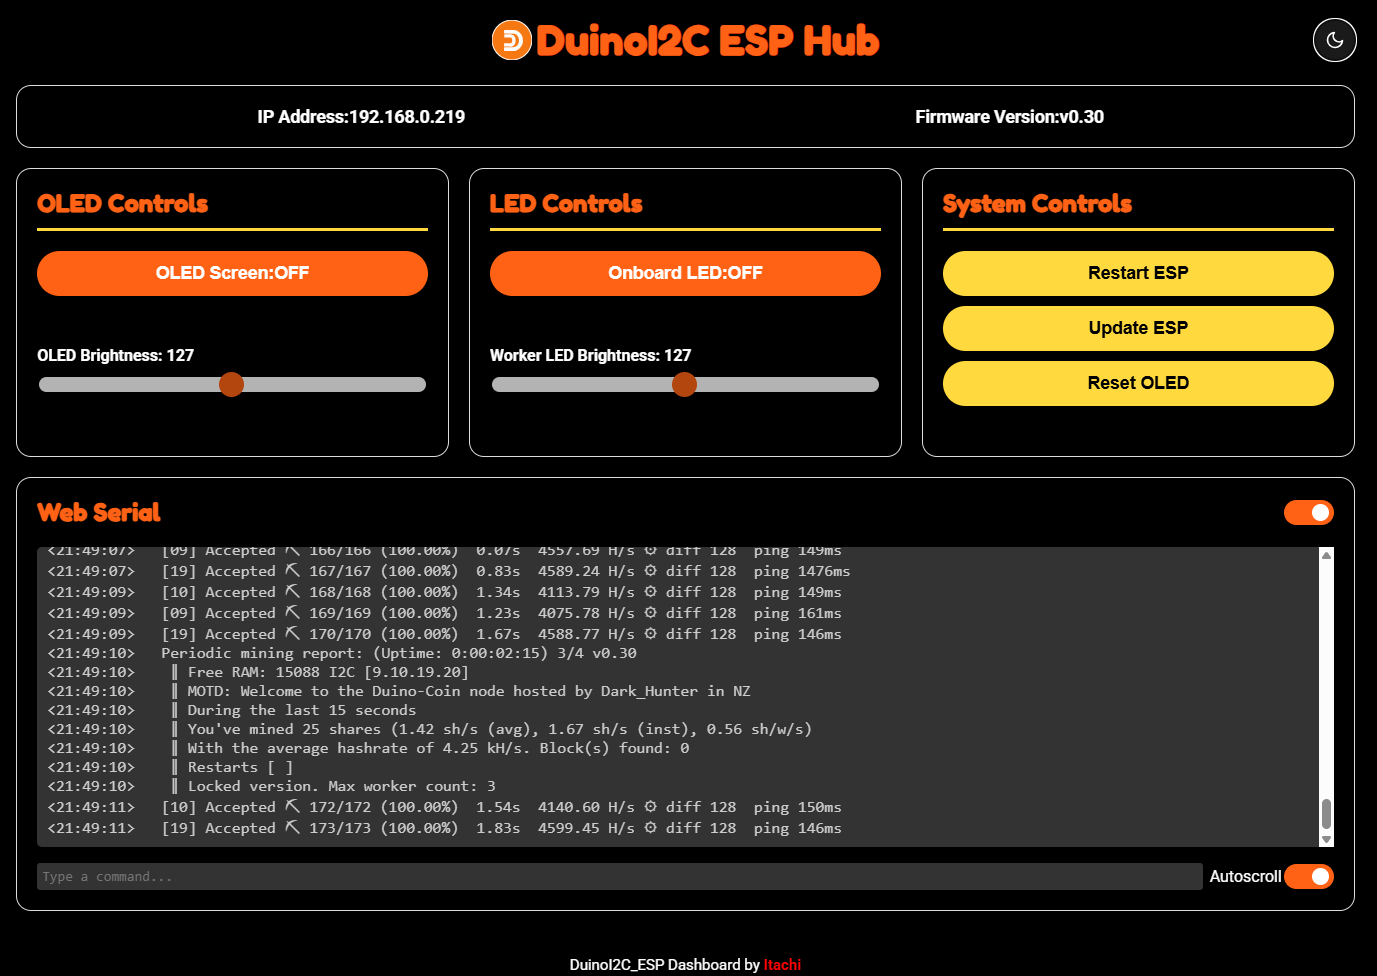 DuinoI2C ESP Hub
IP Address:192.168.0.219
Firmware Version:v0.30
OLED Controls
OLED Screen:OFF
OLED Brightness: 127
LED Controls
Onboard LED:OFF
Worker LED Brightness: 127
System Controls
Restart ESP
Update ESP
Reset OLED
Web Serial
<21:49:07> [09] Accepted ⛏ 166/166 (100.00%) 0.07s 4557.69 H/s ⚙ diff 128 ping 149ms
<21:49:07> [19] Accepted ⛏ 167/167 (100.00%) 0.83s 4589.24 H/s ⚙ diff 128 ping 1476ms
<21:49:09> [10] Accepted ⛏ 168/168 (100.00%) 1.34s 4113.79 H/s ⚙ diff 128 ping 149ms
<21:49:09> [09] Accepted ⛏ 169/169 (100.00%) 1.23s 4075.78 H/s ⚙ diff 128 ping 161ms
<21:49:09> [19] Accepted ⛏ 170/170 (100.00%) 1.67s 4588.77 H/s ⚙ diff 128 ping 146ms
<21:49:10> Periodic mining report: (Uptime: 0:00:02:15) 3/4 v0.30
<21:49:10> ‖ Free RAM: 15088 I2C [9.10.19.20]
<21:49:10> ‖ MOTD: Welcome to the Duino-Coin node hosted by Dark_Hunter in NZ
<21:49:10> ‖ During the last 15 seconds
<21:49:10> ‖ You've mined 25 shares (1.42 sh/s (avg), 1.67 sh/s (inst), 0.56 sh/w/s)
<21:49:10> ‖ With the average hashrate of 4.25 kH/s. Block(s) found: 0
<21:49:10> ‖ Restarts [ ]
<21:49:10> ‖ Locked version. Max worker count: 3
<21:49:11> [10] Accepted ⛏ 172/172 (100.00%) 1.54s 4140.60 H/s ⚙ diff 128 ping 150ms
<21:49:11> [19] Accepted ⛏ 173/173 (100.00%) 1.83s 4599.45 H/s ⚙ diff 128 ping 146ms
Type a command...
Autoscroll
DuinoI2C_ESP Dashboard by Itachi